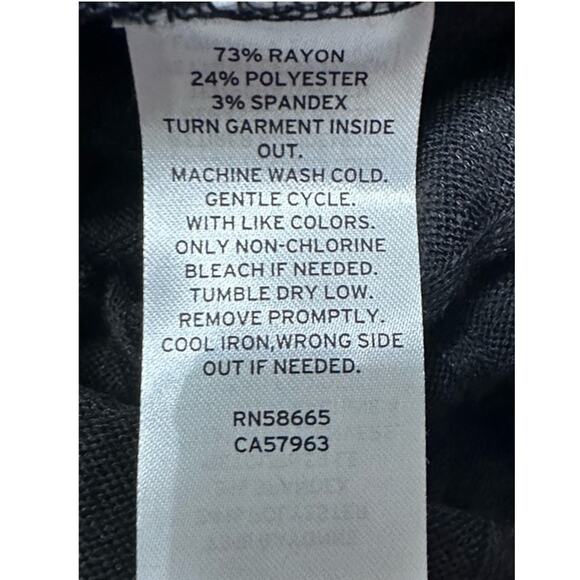 73% RAYON
24% POLYESTER
3% SPANDEX
TURN GARMENT INSIDE
OUT.
MACHINE WASH COLD.
GENTLE CYCLE.
WITH LIKE COLORS.
ONLY NON-CHLORINE
BLEACH IF NEEDED.
TUMBLE DRY LOW.
REMOVE PROMPTLY.
COOL IRON,WRONG SIDE
OUT IF NEEDED.
RN58665
CA57963